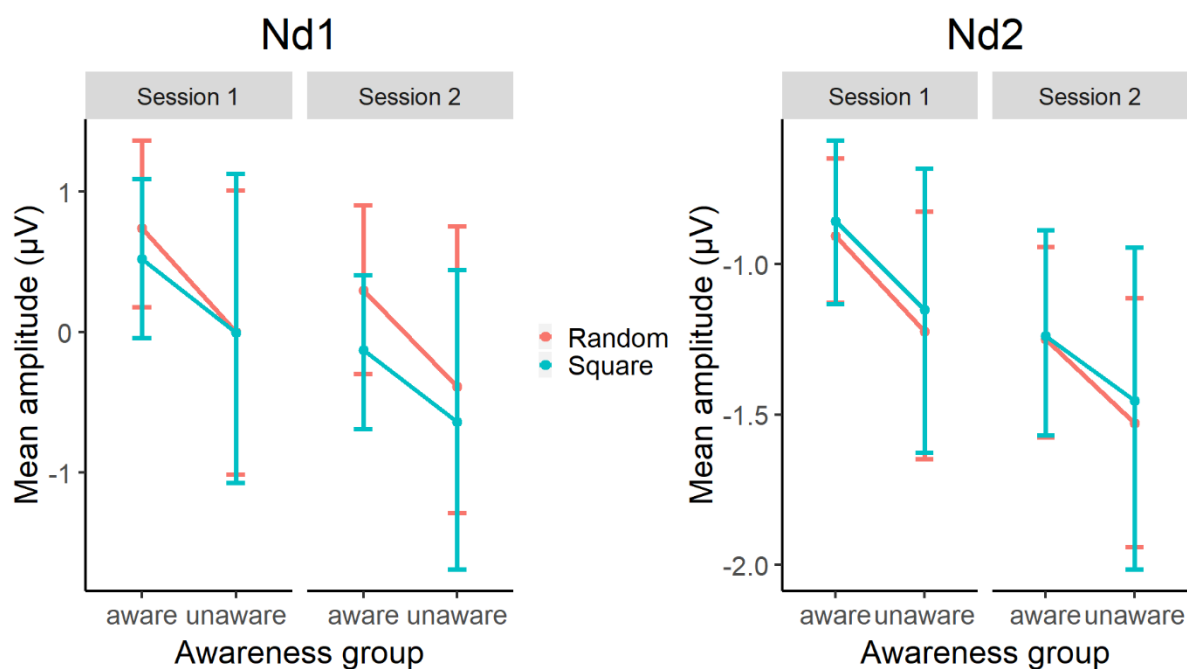 Nd1
Session 1
Session 2
Mean amplitude (µV)
1
0
-1
aware
unaware
aware
unaware
Awareness group
Random
Square
Nd2
Session 1
Session 2
Mean amplitude (µV)
-1.0
-1.5
-2.0
aware
unaware
aware
unaware
Awareness group